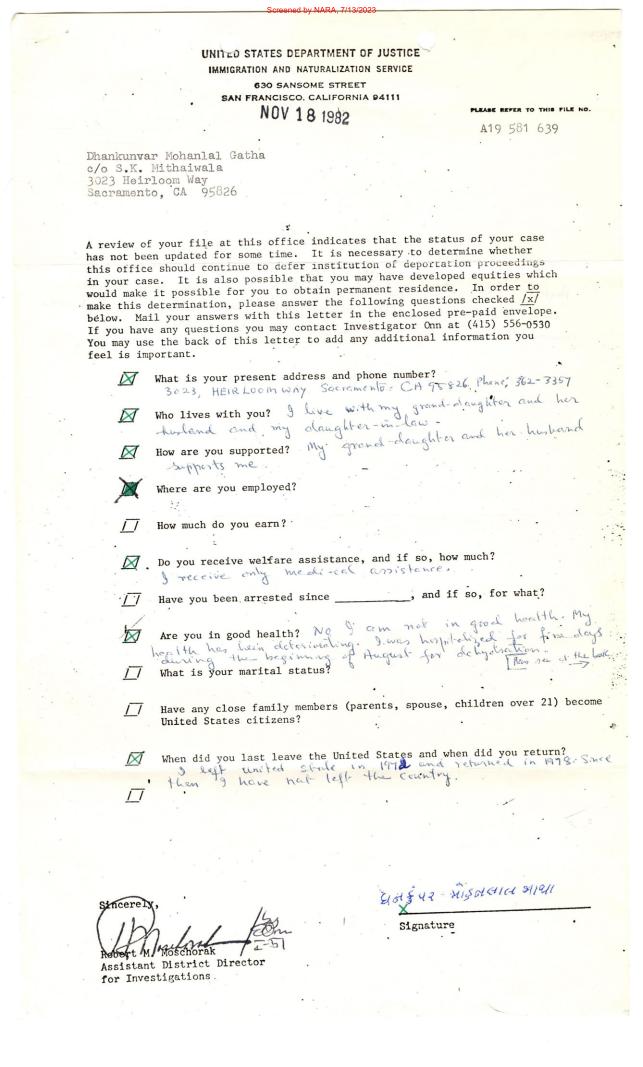 Screened by NARA, 7/13/2023
UNITED STATES DEPARTMENT OF JUSTICE
IMMIGRATION AND NATURALIZATION SERVICE
630 SANSOME STREET
SAN FRANCISCO, CALIFORNIA 94111
NOV 18 1982
PLEASE REFER TO THIS FILE NO.
A19 581 639
Dhankunvar Mohanlal Gatha
c/o S.K. Mithaiwala
3023 Heirloom Way
Sacramento, CA 95826
A review of your file at this office indicates that the status of your case
has not been updated for some time. It is necessary to determine whether
this office should continue to defer institution of deportation proceedings
in your case. It is also possible that you may have developed equities which
would make it possible for you to obtain permanent residence. In order to
make this determination, please answer the following questions checked /x/
below. Mail your answers with this letter in the enclosed pre-paid envelope.
If you have any questions you may contact Investigator Onn at (415) 556-0530
You may use the back of this letter to add any additional information you
feel is important.
What is your present address and phone number?
3023, HEIRLOOM WAY Sacramento. CA 95826, Phone; 362-3357
Who lives with you? I live with my grand-daughter and her
husband and my daughter-in-law.
How are you supported? My grand-daughter and her husband
supports me.
Where are you employed?
How much do you earn?
Do you receive welfare assistance, and if so, how much?
I receive only medi-cal assistance.
Have you been arrested since __________, and if so, for what?
Are you in good health? No I am not in good health. My
health has been deteriorating. I was hospitalized for five days
during the beginning of August for dehydration.
What is your marital status?
Pleas see at the back
Have any close family members (parents, spouse, children over 21) become
United States citizens?
When did you last leave the United States and when did you return?
I left united state in 1972 and returned in 1978. Since
then I have not left the country.
Sincerely,
ધનકુંવર મોહનલાલ ગાથા
X
Signature
Robert M. Moschorak
Assistant District Director
for Investigations